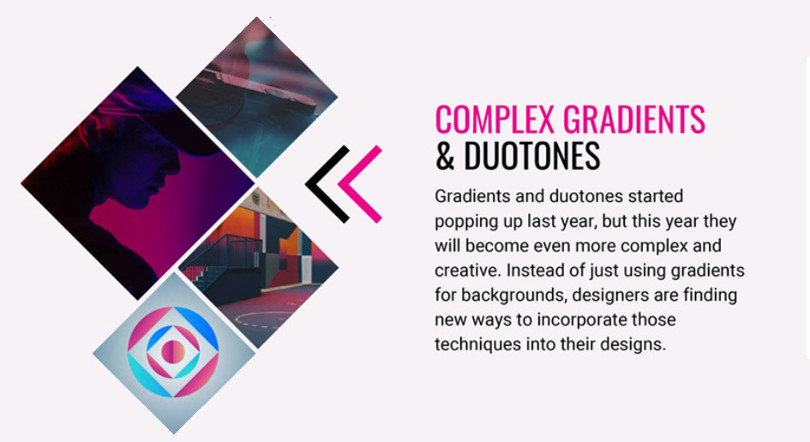 COMPLEX GRADIENTS
& DUOTONES
Gradients and duotones started
popping up last year, but this year they
will become even more complex and
creative. Instead of just using gradients
for backgrounds, designers are finding
new ways to incorporate those
techniques into their designs.